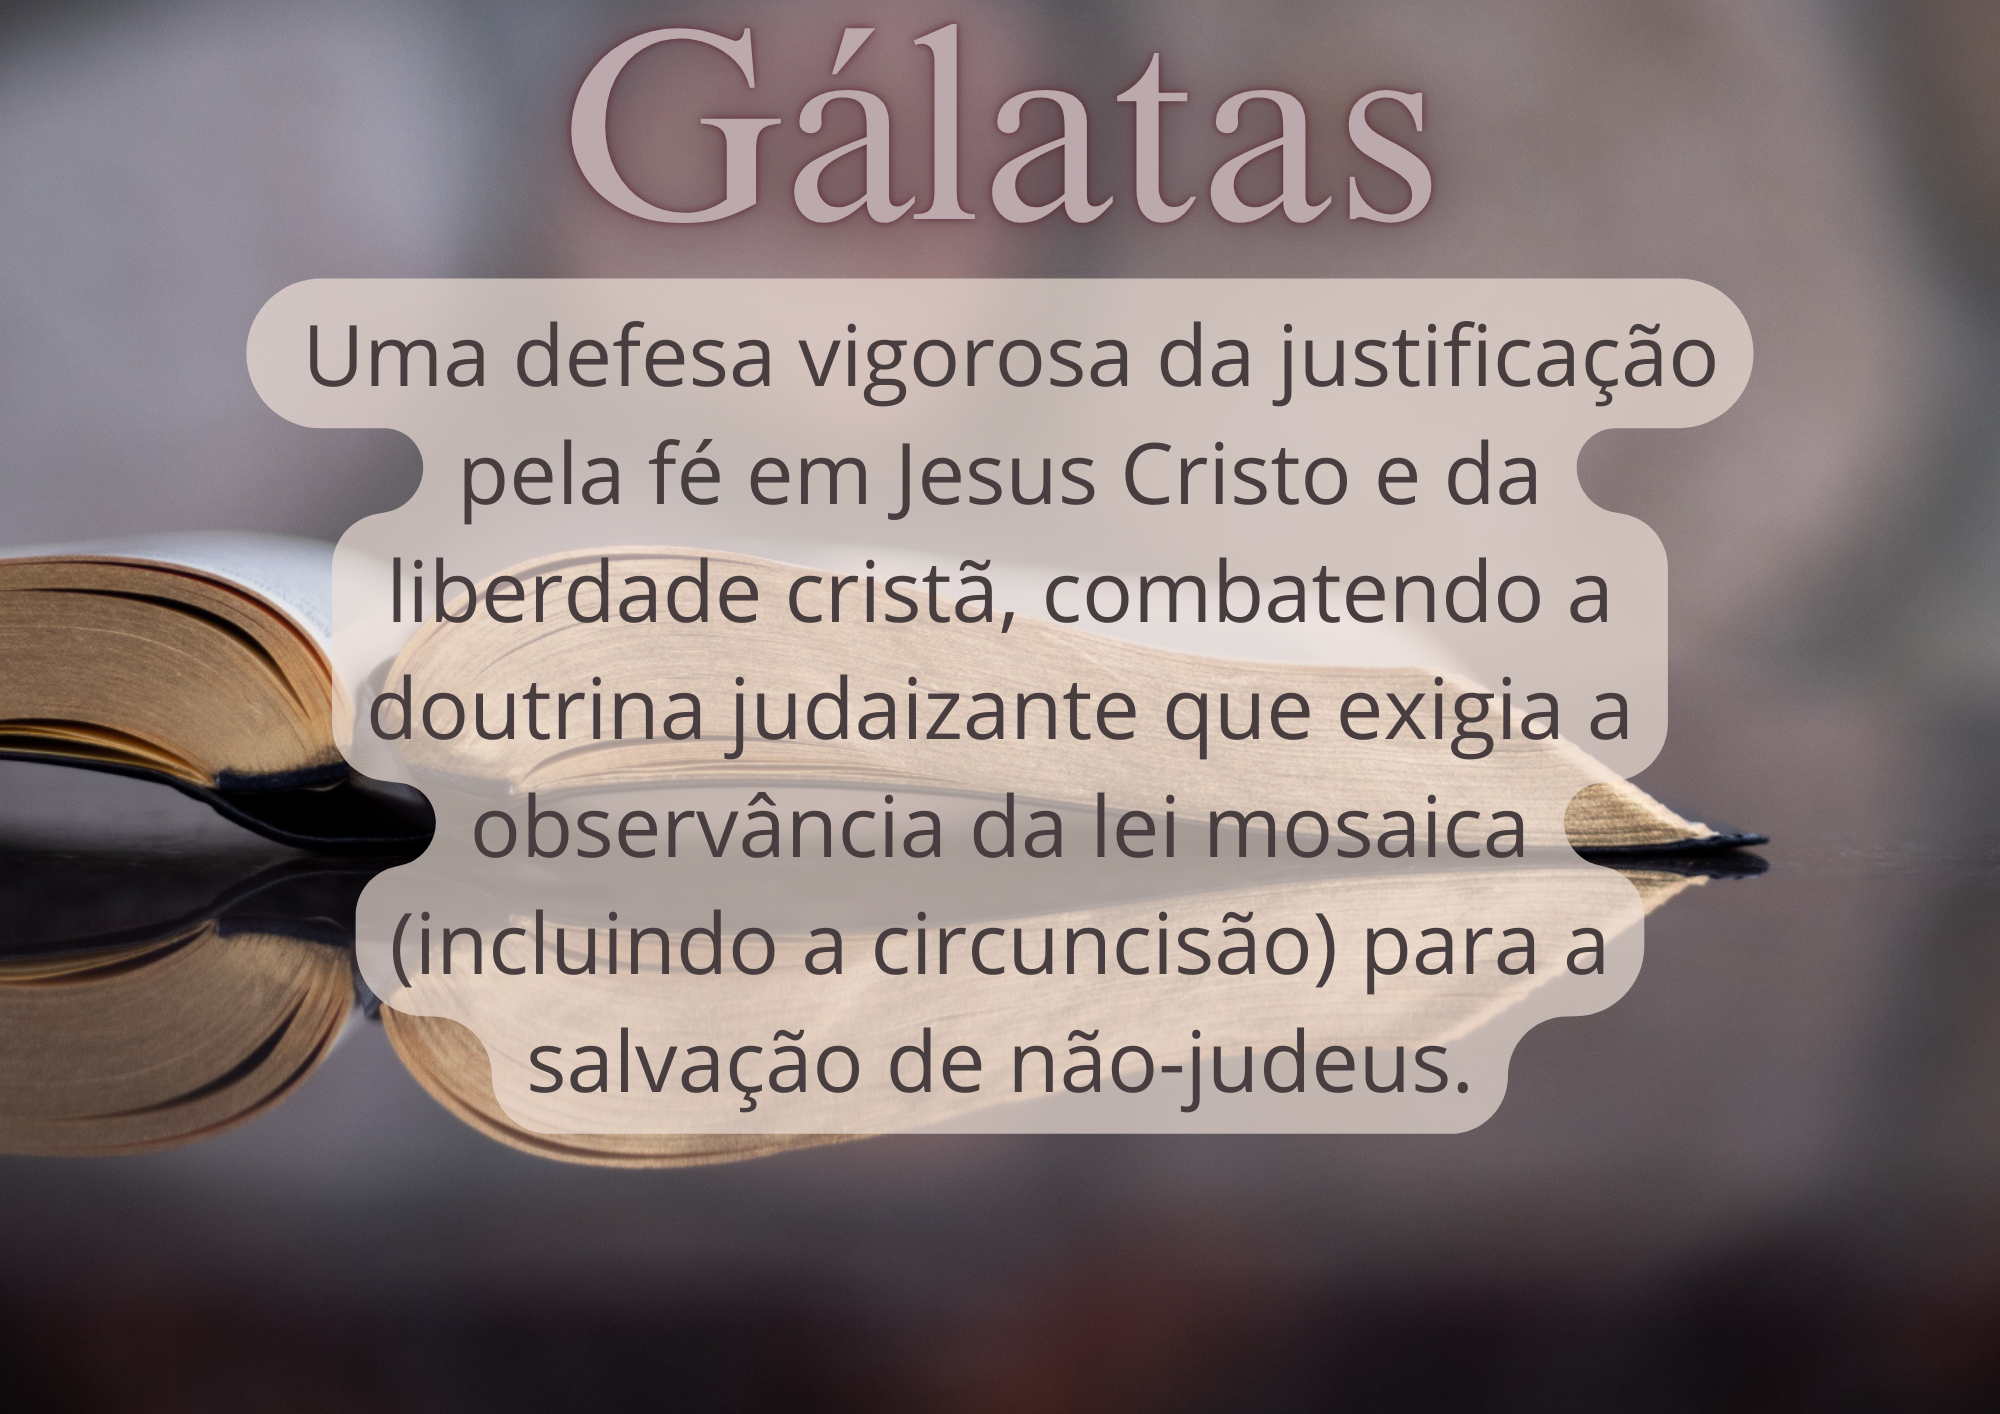 Gálatas
Uma defesa vigorosa da justificação
pela fé em Jesus Cristo e da
liberdade cristã, combatendo a
doutrina judaizante que exigia a
observância da lei mosaica
(incluindo a circuncisão) para a
salvação de não-judeus.